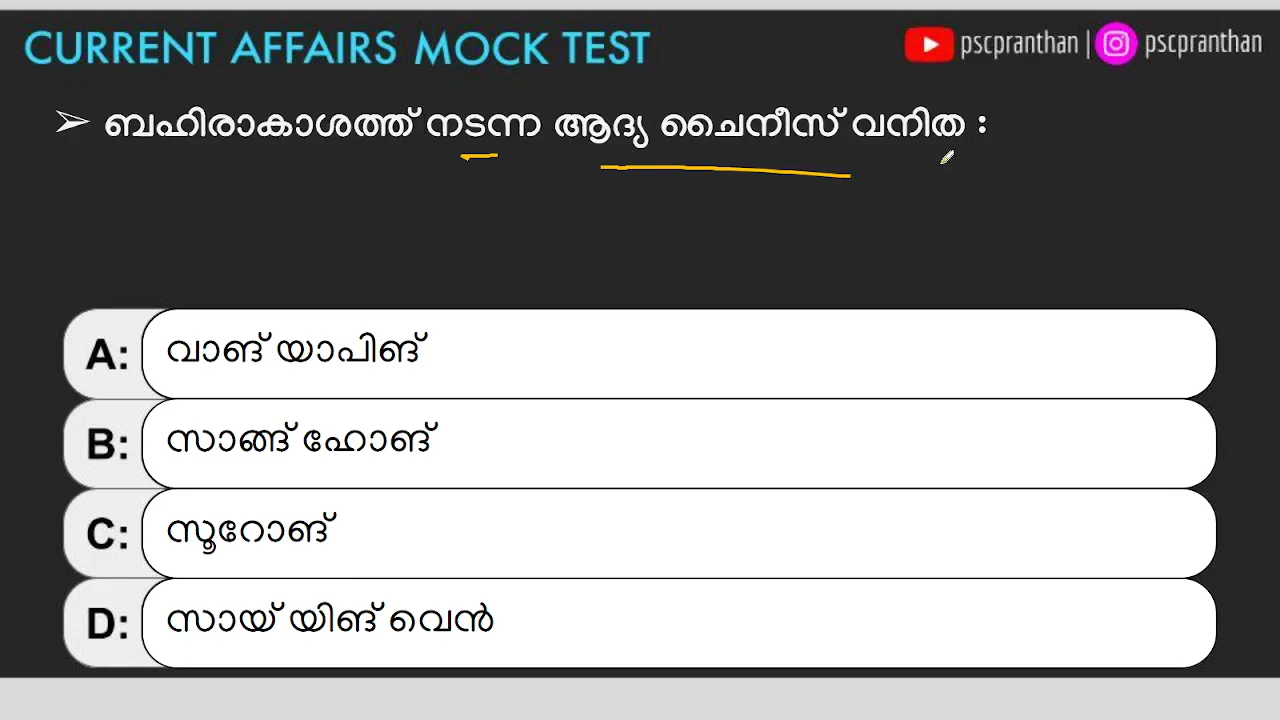 CURRENT AFFAIRS MOCK TEST
pscpranthan | pscpranthan
➢ ബഹിരാകാശത്ത് നടന്ന ആദ്യ ചൈനീസ് വനിത :
A: വാങ് യാപിങ്
B: സാങ്ങ് ഹോങ്
C: സൂറോങ്
D: സായ് യിങ് വെൻ